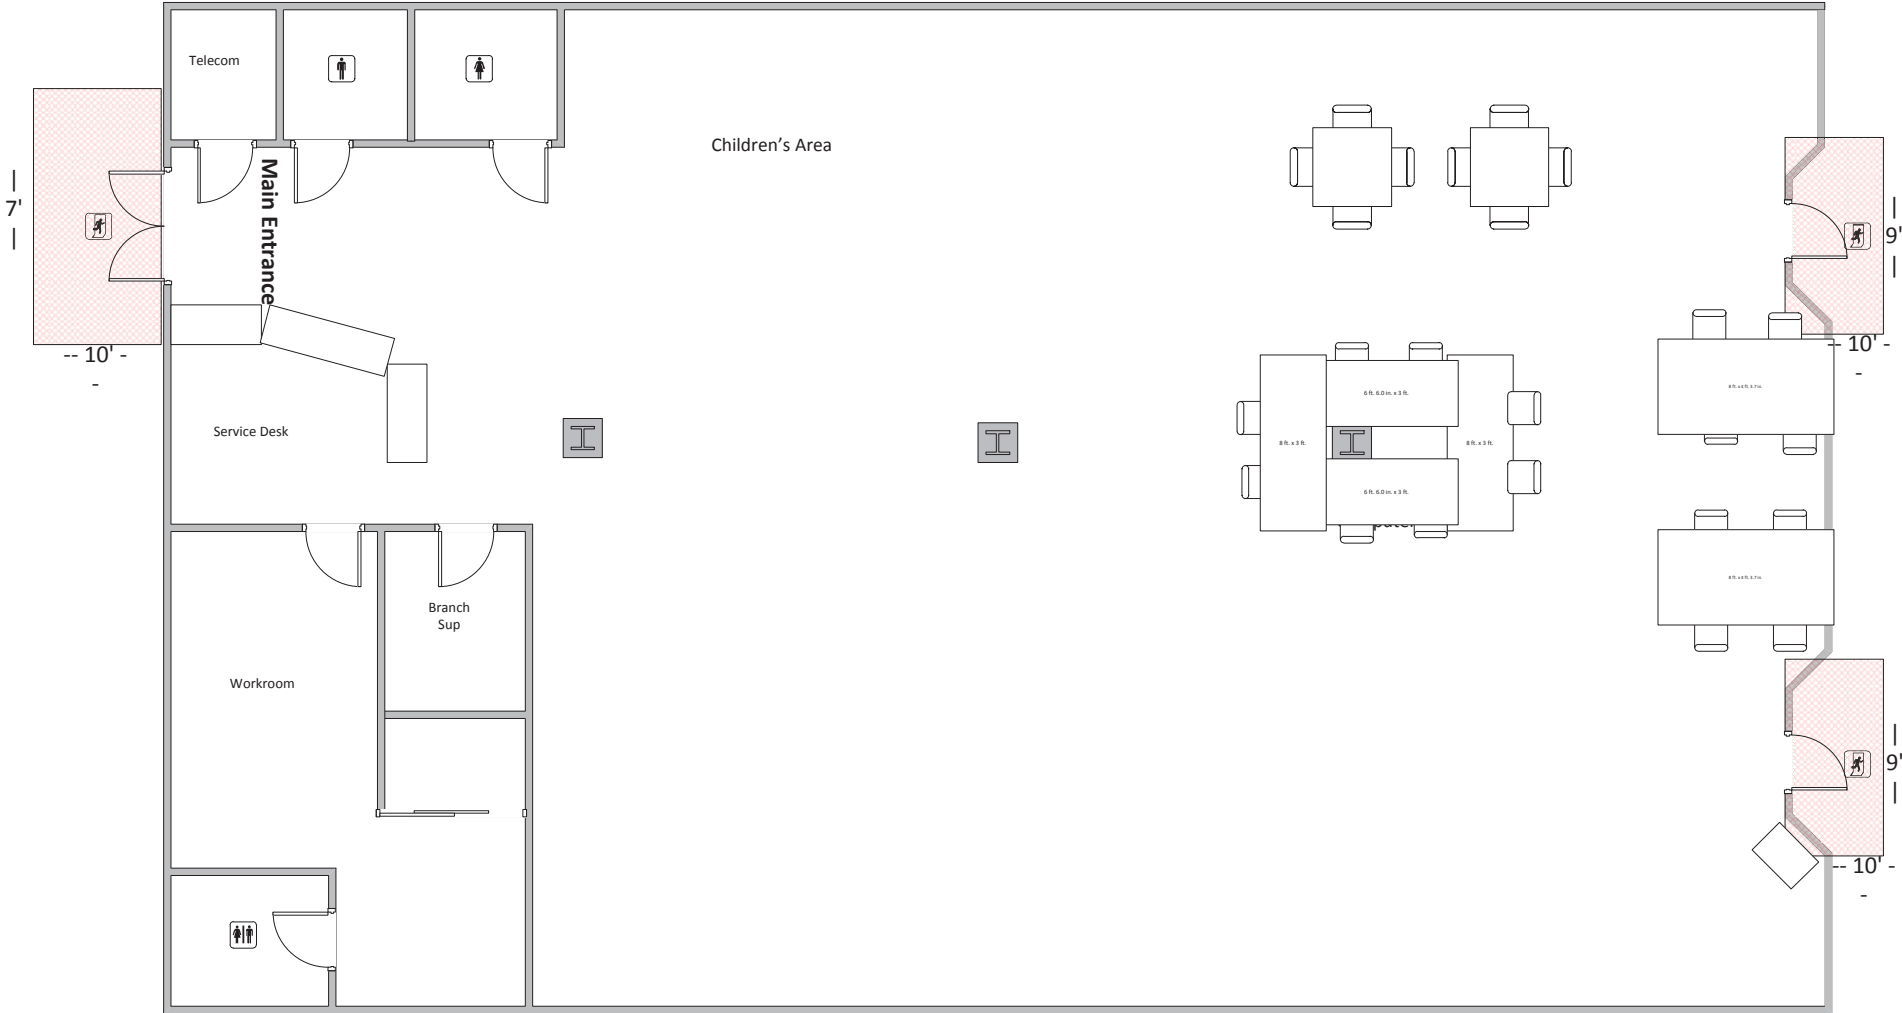 Telecom
Children's Area
Main Entrance
|
7'
|
-- 10' -
-
|
9'
|
-- 10' -
-
Service Desk
6 ft. 6.0 in. x 3 ft.
8 ft. x 3 ft.
8 ft. x 3 ft.
6 ft. 6.0 in. x 3 ft.
Branch
Sup
Workroom
|
9'
|
-- 10' -
-